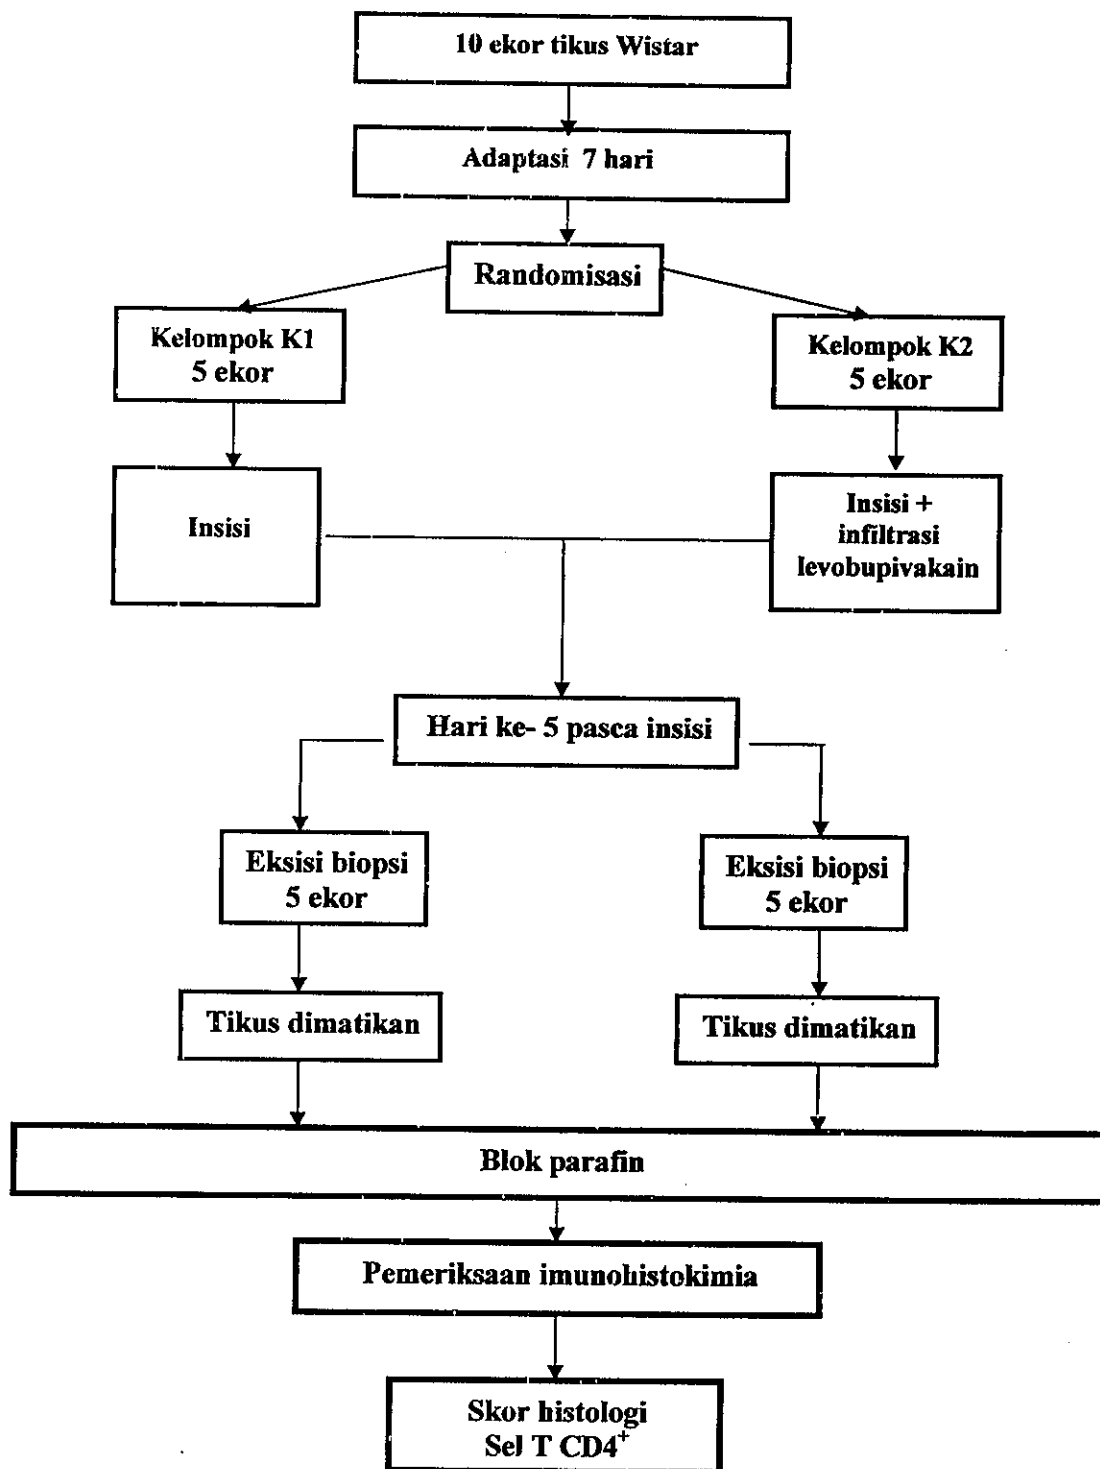 10 ekor tikus Wistar
Adaptasi 7 hari
Randomisasi
Kelompok K1
5 ekor
Kelompok K2
5 ekor
Insisi
Insisi +
infiltrasi
levobupivakain
Hari ke- 5 pasca insisi
Eksisi biopsi
5 ekor
Eksisi biopsi
5 ekor
Tikus dimatikan
Tikus dimatikan
Blok parafin
Pemeriksaan imunohistokimia
Skor histologi
Sel T CD4⁺